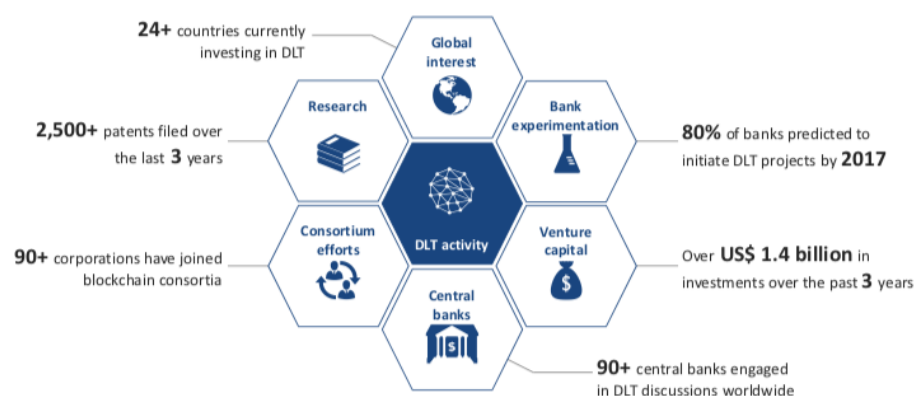 24+ countries currently
investing in DLT
Global
interest
Research
2,500+ patents filed over
the last 3 years
Bank
experimentation
80% of banks predicted to
initiate DLT projects by 2017
DLT activity
Consortium
efforts
90+ corporations have joined
blockchain consortia
Venture
capital
$
Over US$ 1.4 billion in
investments over the past 3 years
Central
banks
$
90+ central banks engaged
in DLT discussions worldwide